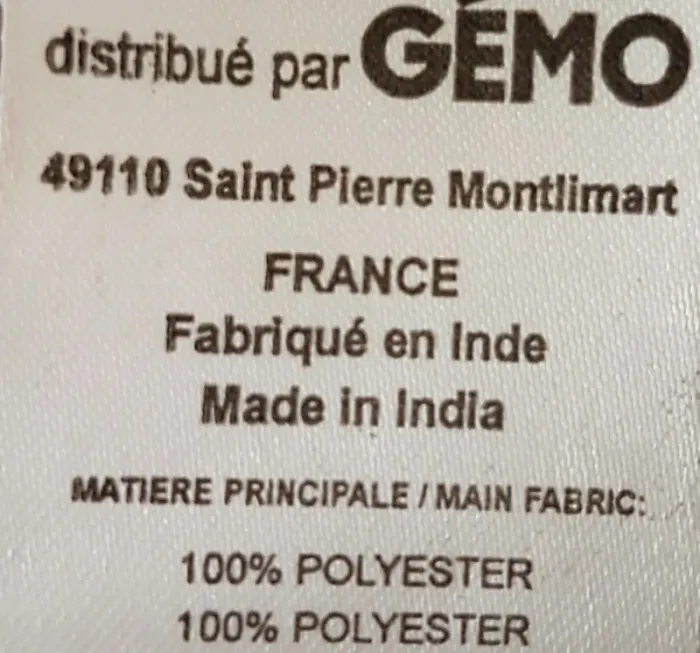 distribué par GÉMO
49110 Saint Pierre Montlimart
FRANCE
Fabriqué en Inde
Made in India
MATIERE PRINCIPALE / MAIN FABRIC:
100% POLYESTER
100% POLYESTER